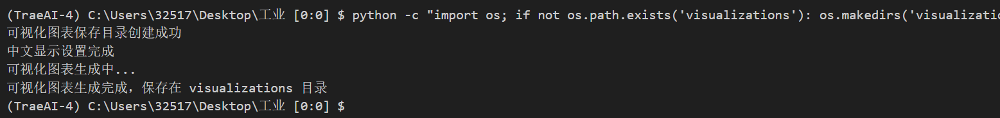 (TraeAI-4) C:\Users\32517\Desktop\工业 [0:0] $ python -c "import os; if not os.path.exists('visualizations'): os.makedirs('visualizatio
可视化图表保存目录创建成功
中文显示设置完成
可视化图表生成中...
可视化图表生成完成，保存在 visualizations 目录
(TraeAI-4) C:\Users\32517\Desktop\工业 [0:0] $